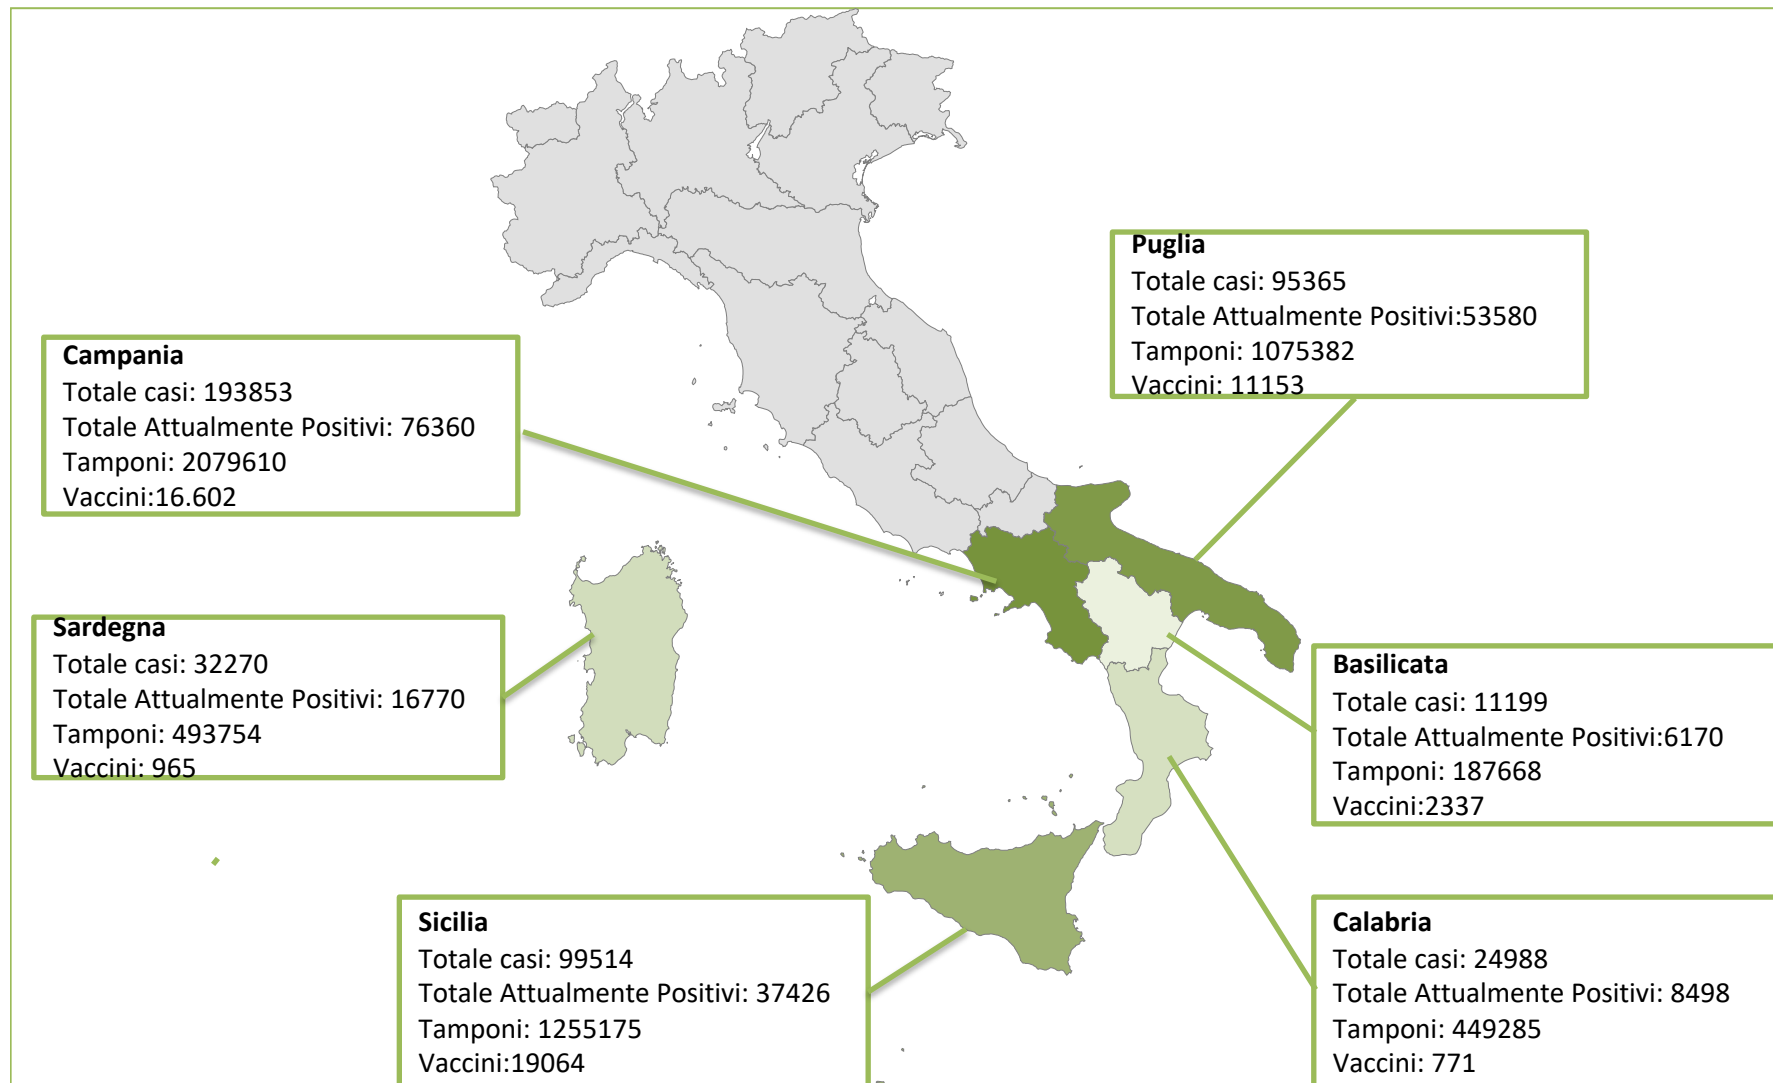 Puglia
Totale casi: 95365
Totale Attualmente Positivi:53580
Tamponi: 1075382
Vaccini: 11153
Campania
Totale casi: 193853
Totale Attualmente Positivi: 76360
Tamponi: 2079610
Vaccini:16.602
Sardegna
Totale casi: 32270
Totale Attualmente Positivi: 16770
Tamponi: 493754
Vaccini: 965
Basilicata
Totale casi: 11199
Totale Attualmente Positivi:6170
Tamponi: 187668
Vaccini:2337
Sicilia
Totale casi: 99514
Totale Attualmente Positivi: 37426
Tamponi: 1255175
Vaccini:19064
Calabria
Totale casi: 24988
Totale Attualmente Positivi: 8498
Tamponi: 449285
Vaccini: 771